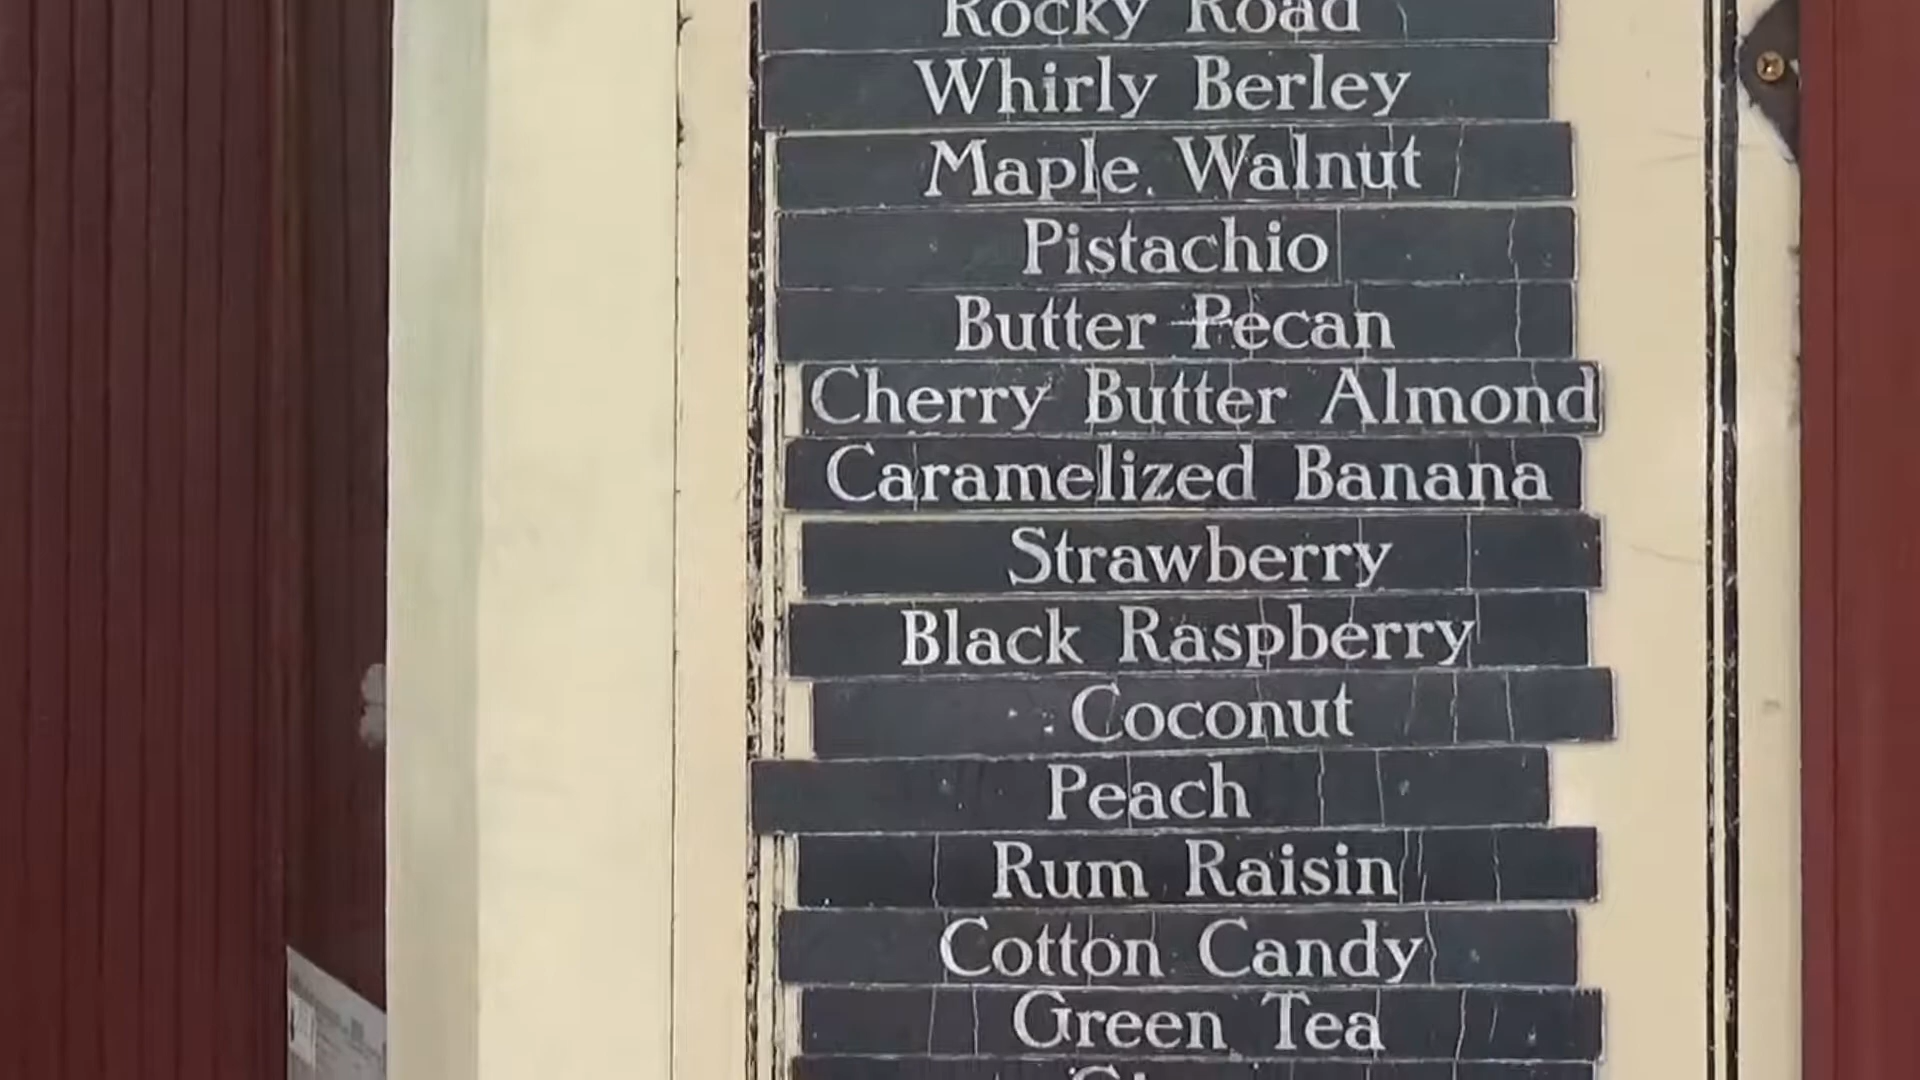 Rocky Road
Whirly Berley
Maple Walnut
Pistachio
Butter Pecan
Cherry Butter Almond
Caramelized Banana
Strawberry
Black Raspberry
Coconut
Peach
Rum Raisin
Cotton Candy
Green Tea